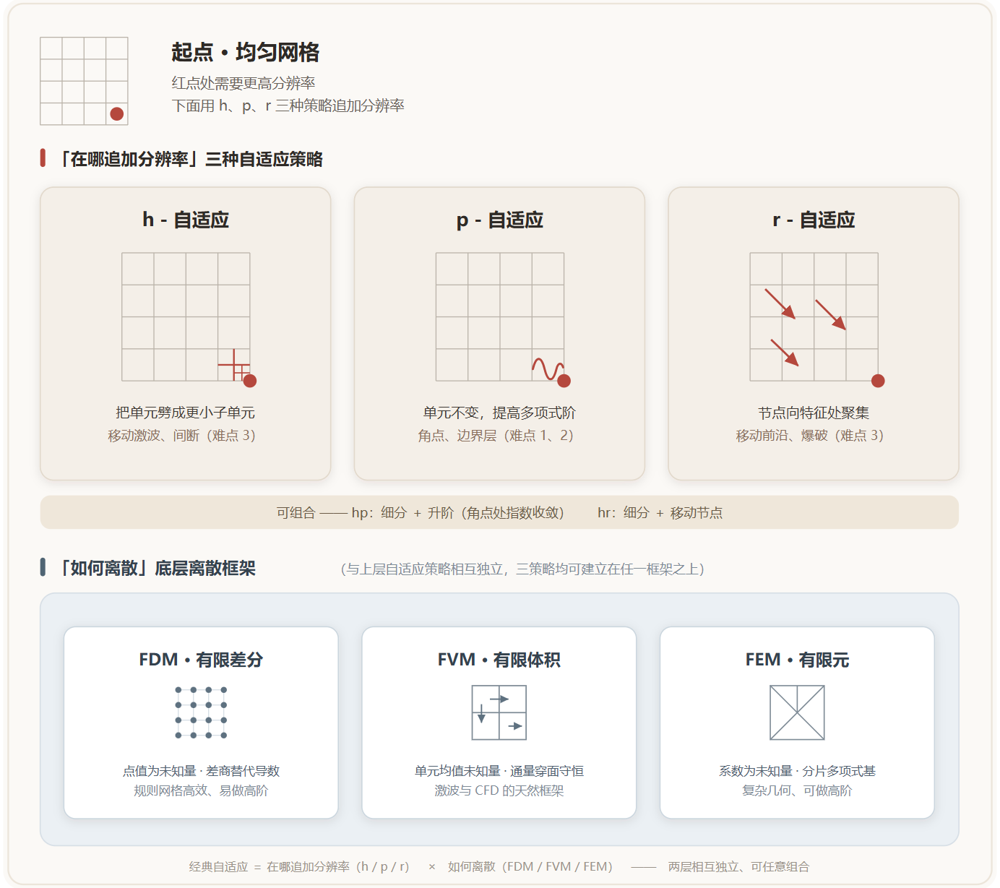 起点 · 均匀网格
红点处需要更高分辨率
下面用 h、p、r 三种策略追加分辨率
「在哪追加分辨率」三种自适应策略
h - 自适应
把单元劈成更小子单元
移动激波、间断（难点 3）
p - 自适应
单元不变，提高多项式阶
角点、边界层（难点 1、2）
r - 自适应
节点向特征处聚集
移动前沿、爆破（难点 3）
可组合 —— hp：细分 + 升阶（角点处指数收敛） hr：细分 + 移动节点
「如何离散」底层离散框架 （与上层自适应策略相互独立，三策略均可建立在任一框架之上）
FDM · 有限差分
点值为未知量 · 差商替代导数
规则网格高效、易做高阶
FVM · 有限体积
单元均值未知量 · 通量穿面守恒
激波与 CFD 的天然框架
FEM · 有限元
系数为未知量 · 分片多项式基
复杂几何、可做高阶
经典自适应 = 在哪追加分辨率（h / p / r） × 如何离散（FDM / FVM / FEM） —— 两层相互独立、可任意组合